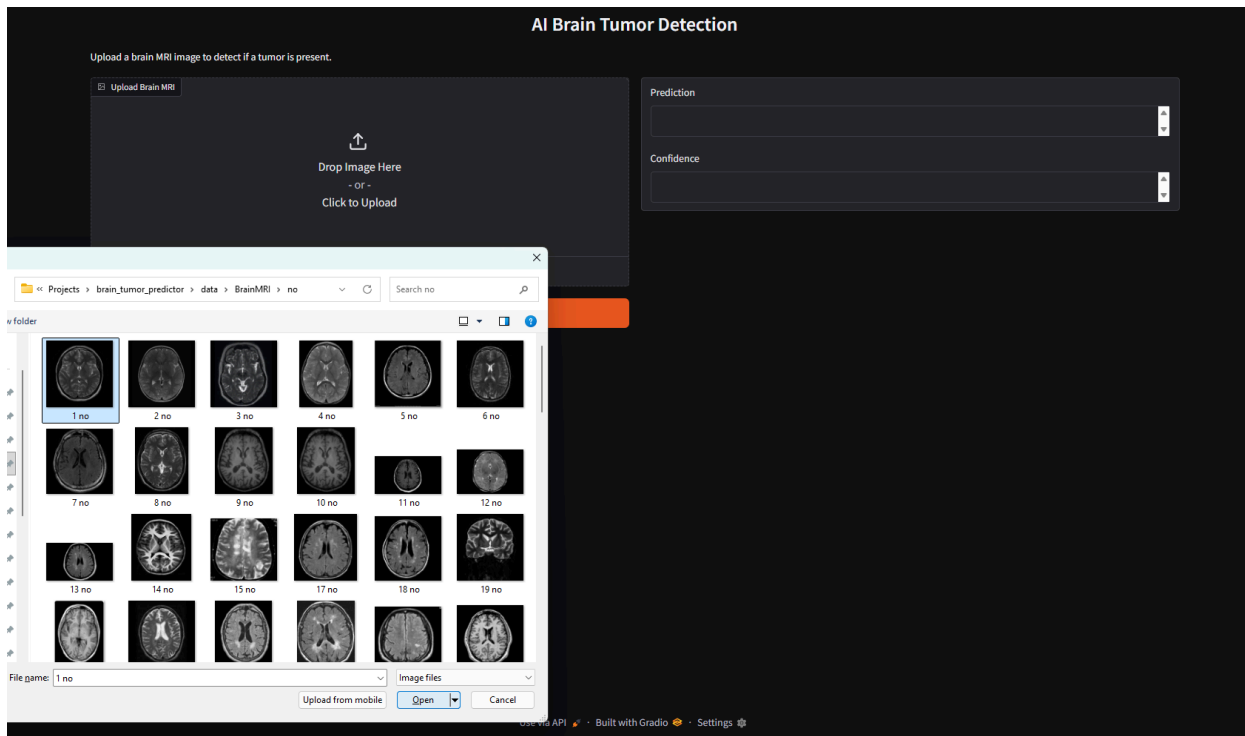 AI Brain Tumor Detection
Upload a brain MRI image to detect if a tumor is present.
Upload Brain MRI
Drop Image Here
- or -
Click to Upload
Prediction
Confidence
« Projects › brain_tumor_predictor › data › BrainMRI › no
Search no
w folder
1 no 2 no 3 no 4 no 5 no 6 no
7 no 8 no 9 no 10 no 11 no 12 no
13 no 14 no 15 no 17 no 18 no 19 no
File name: 1 no
Image files
Upload from mobile Open Cancel
Use via API · Built with Gradio · Settings